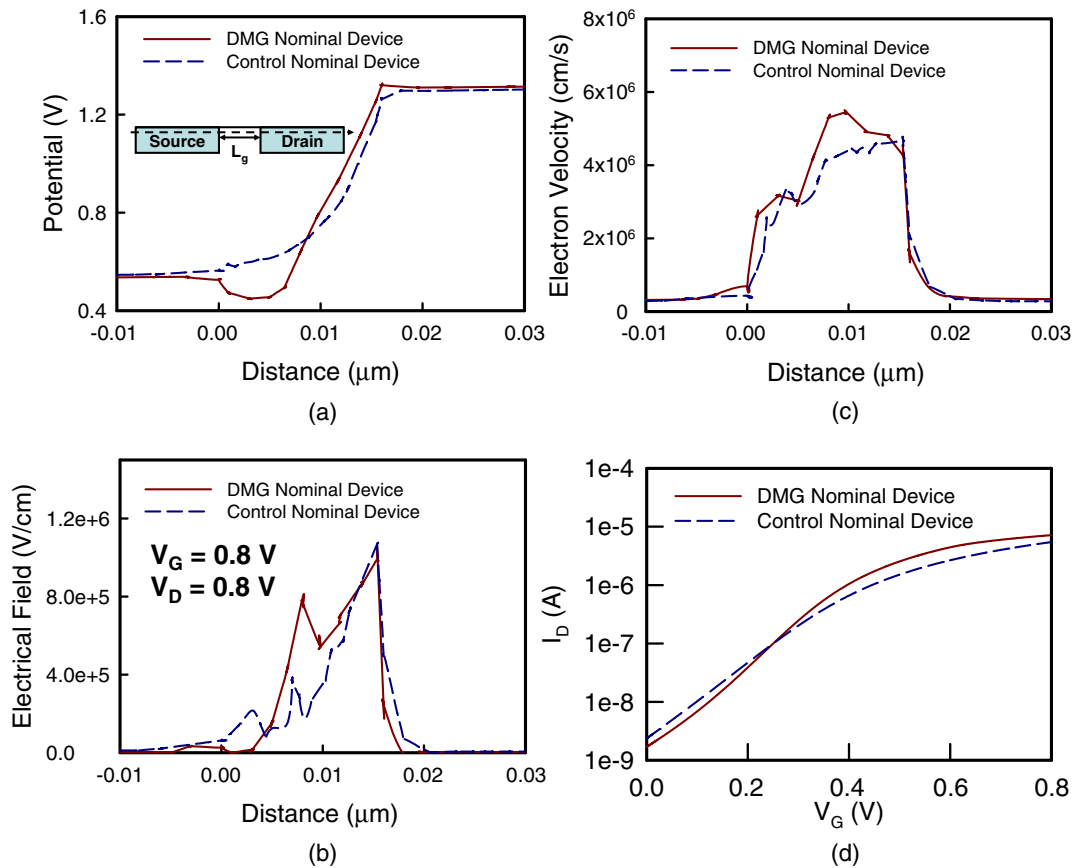 1.6
1.2
0.8
0.4
Potential (V)
DMG Nominal Device
Control Nominal Device
Source
Drain
L_g
-0.01 0.00 0.01 0.02 0.03
Distance (μm)
(a)
8x10⁶
6x10⁶
4x10⁶
2x10⁶
0
Electron Velocity (cm/s)
DMG Nominal Device
Control Nominal Device
-0.01 0.00 0.01 0.02 0.03
Distance (μm)
(c)
1.2e+6
8.0e+5
4.0e+5
0.0
Electrical Field (V/cm)
DMG Nominal Device
Control Nominal Device
V_G = 0.8 V
V_D = 0.8 V
-0.01 0.00 0.01 0.02 0.03
Distance (μm)
(b)
1e-4
1e-5
1e-6
1e-7
1e-8
1e-9
I_D (A)
DMG Nominal Device
Control Nominal Device
0.0 0.2 0.4 0.6 0.8
V_G (V)
(d)